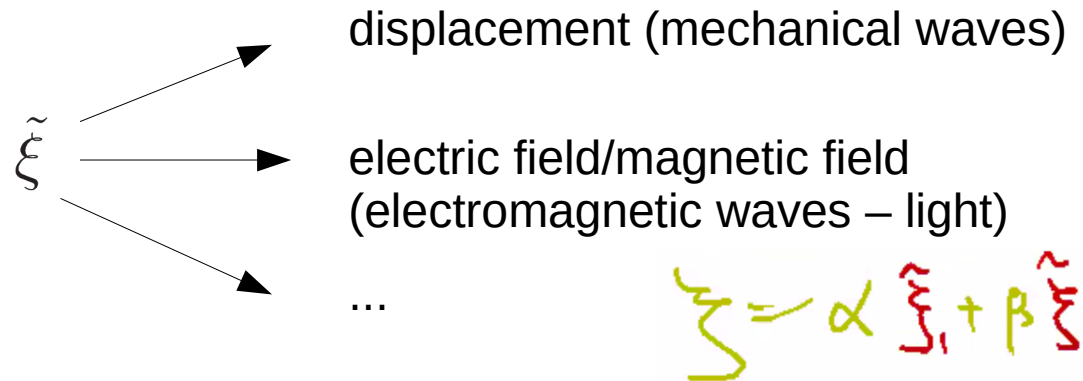 displacement (mechanical waves)
ξ̃
electric field/magnetic field
(electromagnetic waves – light)
...
ξ = α ξ̃₁ + β ξ̃